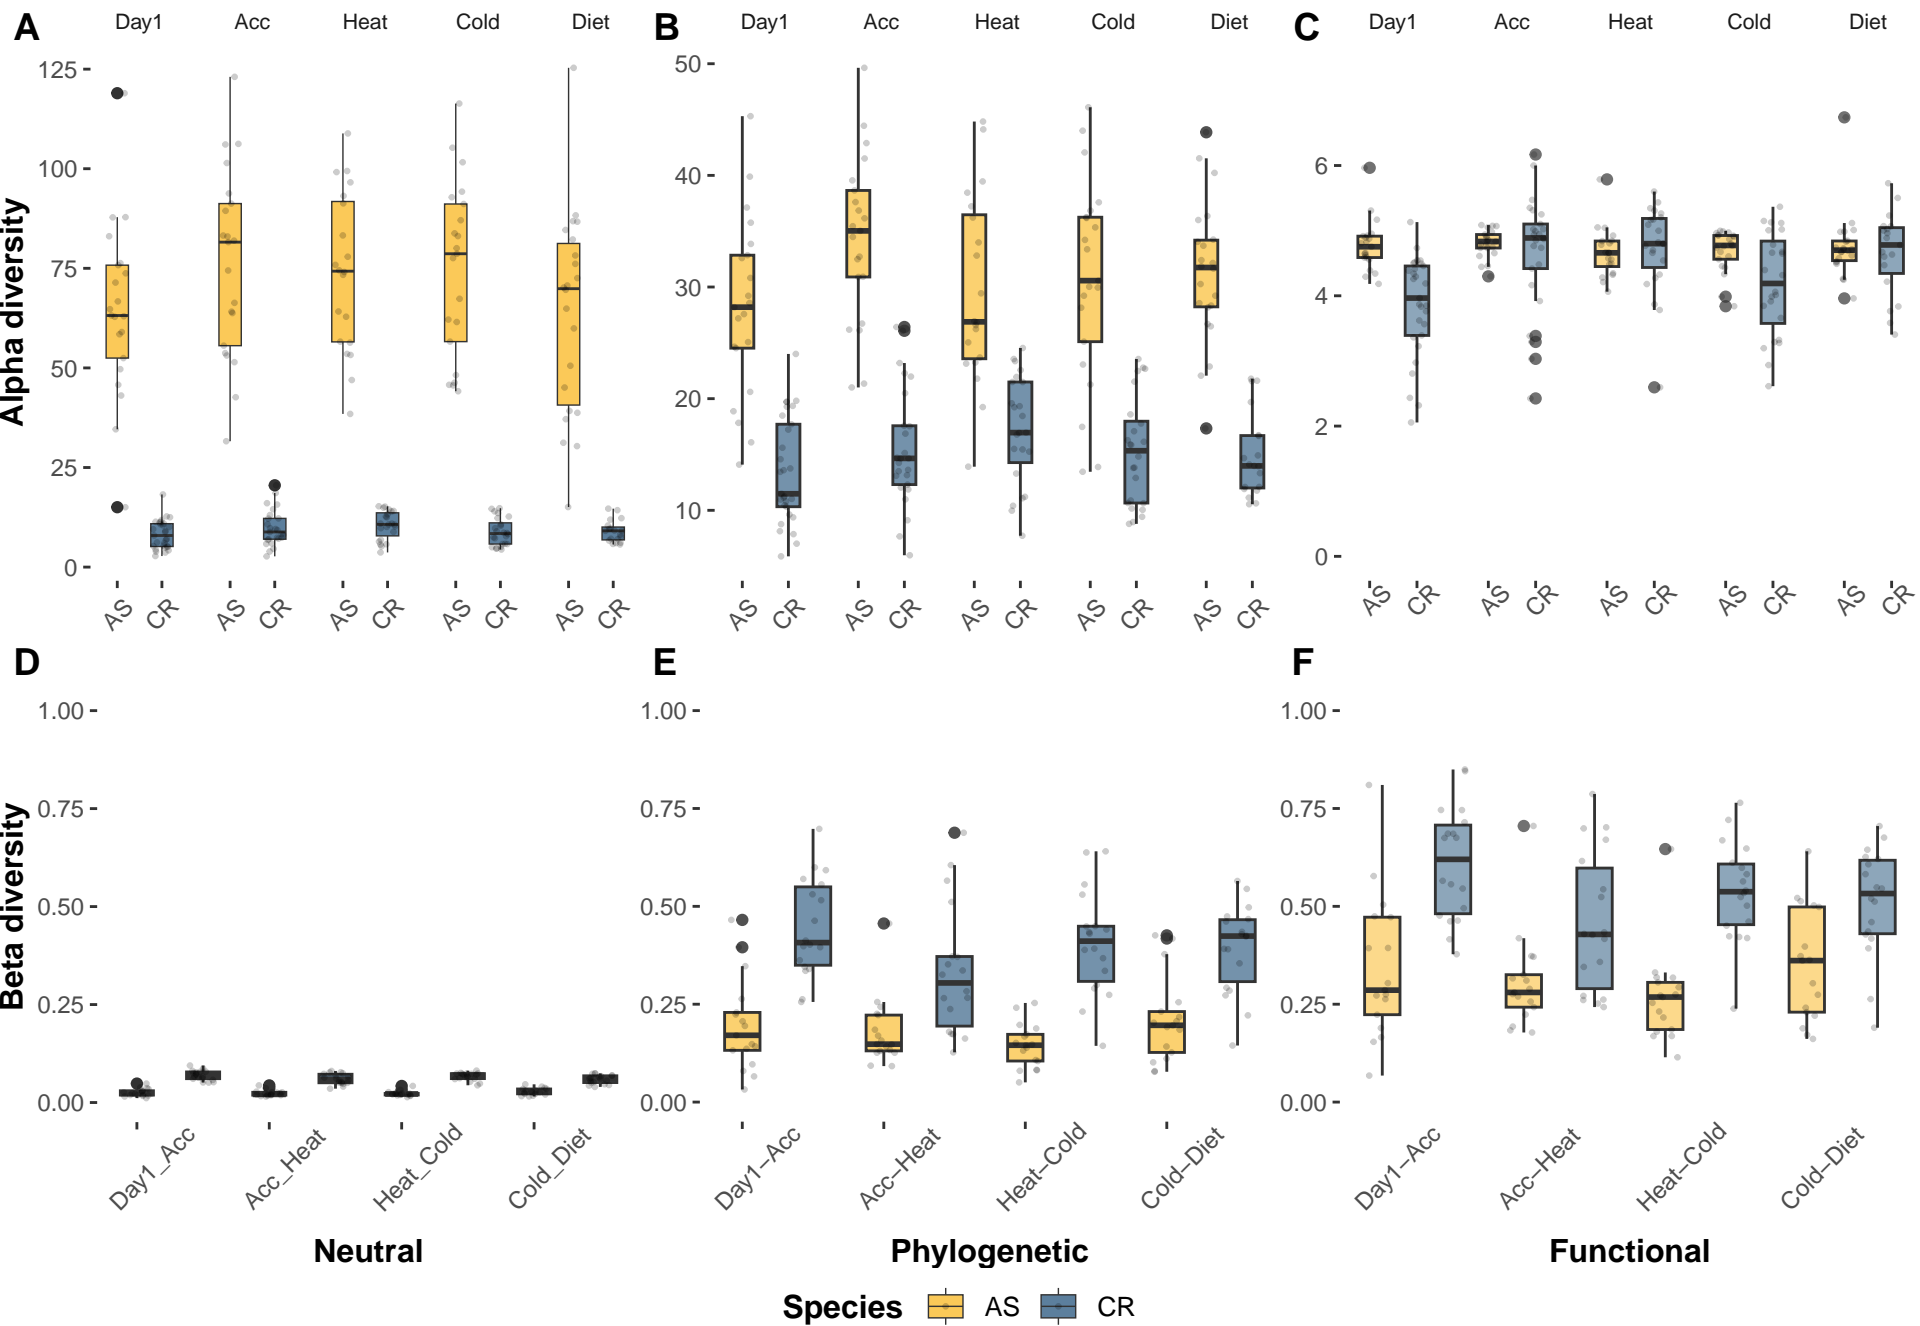 A Day1 Acc Heat Cold Diet
B Day1 Acc Heat Cold Diet
C Day1 Acc Heat Cold Diet
Alpha diversity
125
100
75
50
25
0
AS CR AS CR AS CR AS CR AS CR
50
40
30
20
10
AS CR AS CR AS CR AS CR AS CR
6
4
2
0
AS CR AS CR AS CR AS CR AS CR
D
Beta diversity
1.00
0.75
0.50
0.25
0.00
Day1_Acc Acc_Heat Heat_Cold Cold_Diet
Neutral
E
1.00
0.75
0.50
0.25
0.00
Day1−Acc Acc−Heat Heat−Cold Cold−Diet
Phylogenetic
F
1.00
0.75
0.50
0.25
0.00
Day1−Acc Acc−Heat Heat−Cold Cold−Diet
Functional
Species AS CR